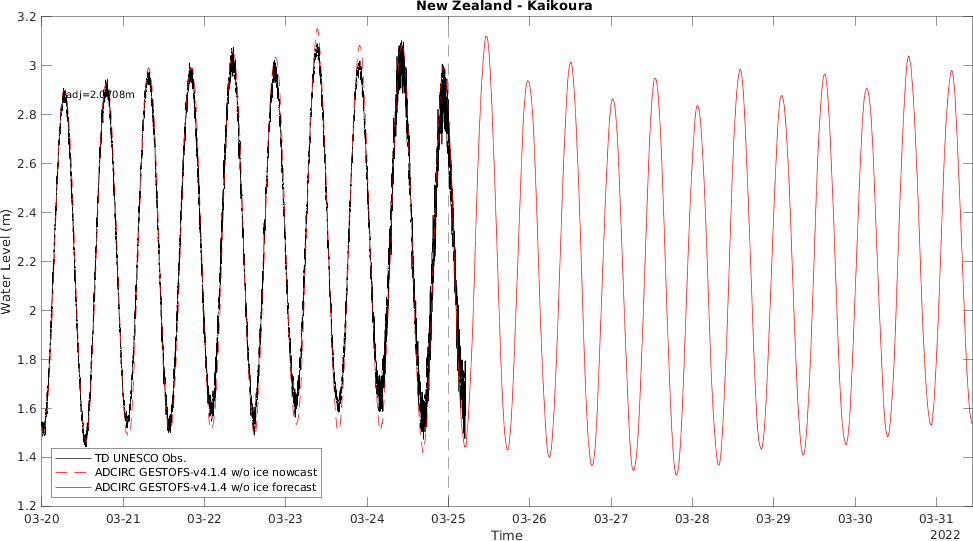 New Zealand - Kaikoura
3.2
3
2.8
2.6
2.4
2.2
2
1.8
1.6
1.4
1.2
Water Level (m)
TD UNESCO Obs.
ADCIRC GESTOFS-v4.1.4 w/o ice nowcast
ADCIRC GESTOFS-v4.1.4 w/o ice forecast
03-20 03-21 03-22 03-23 03-24 03-25 03-26 03-27 03-28 03-29 03-30 03-31
Time
2022